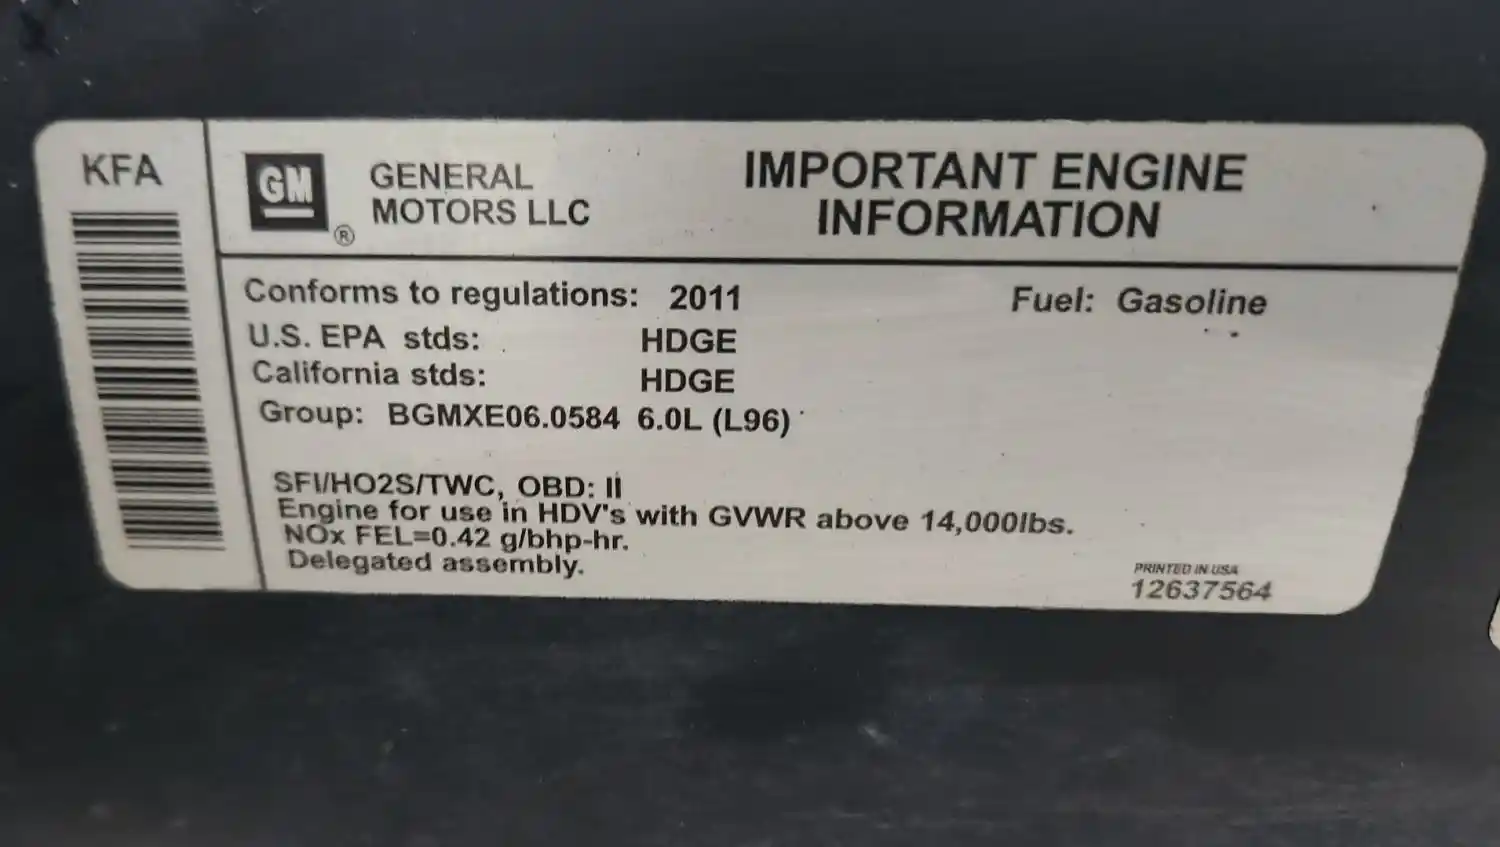 KFA
GM
®
GENERAL
MOTORS LLC
IMPORTANT ENGINE
INFORMATION
Conforms to regulations: 2011
Fuel: Gasoline
U.S. EPA stds: HDGE
California stds: HDGE
Group: BGMXE06.0584 6.0L (L96)
SFI/HO2S/TWC, OBD: II
Engine for use in HDV's with GVWR above 14,000lbs.
NOx FEL=0.42 g/bhp-hr.
Delegated assembly.
PRINTED IN USA
12637564